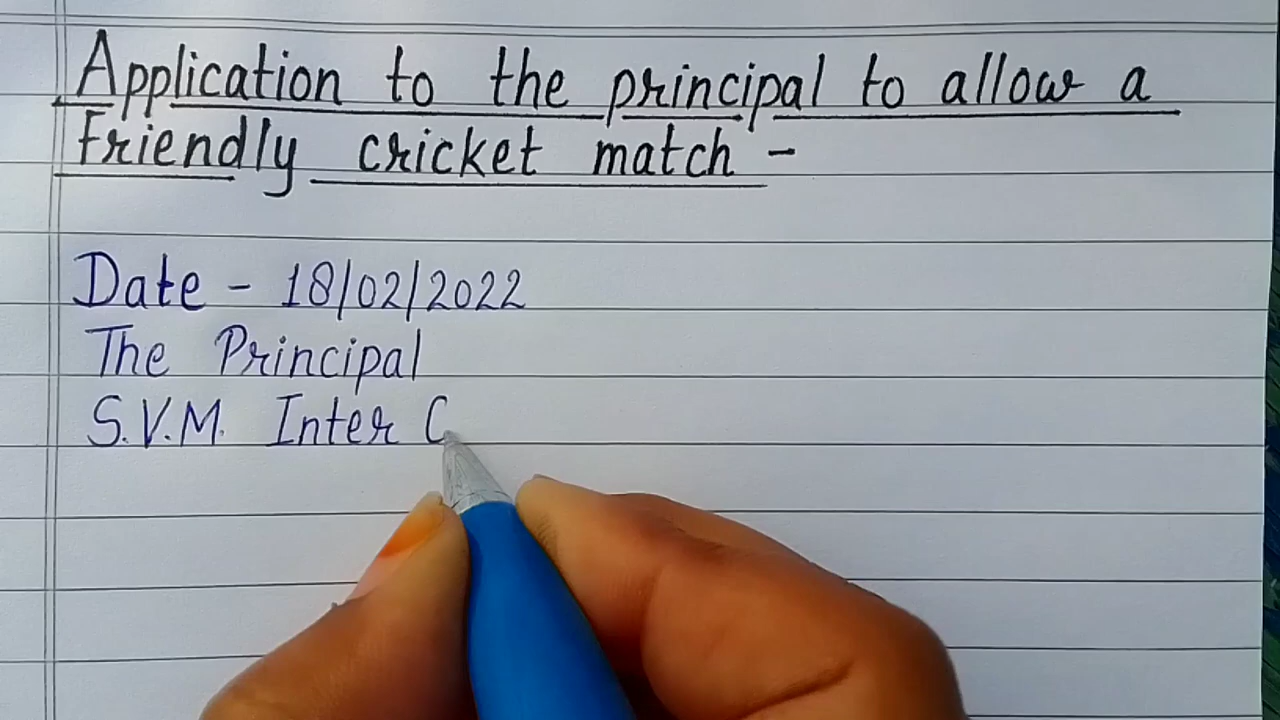 Application to the principal to allow a
friendly cricket match -
Date - 18/02/2022
The Principal
S.V.M. Inter C